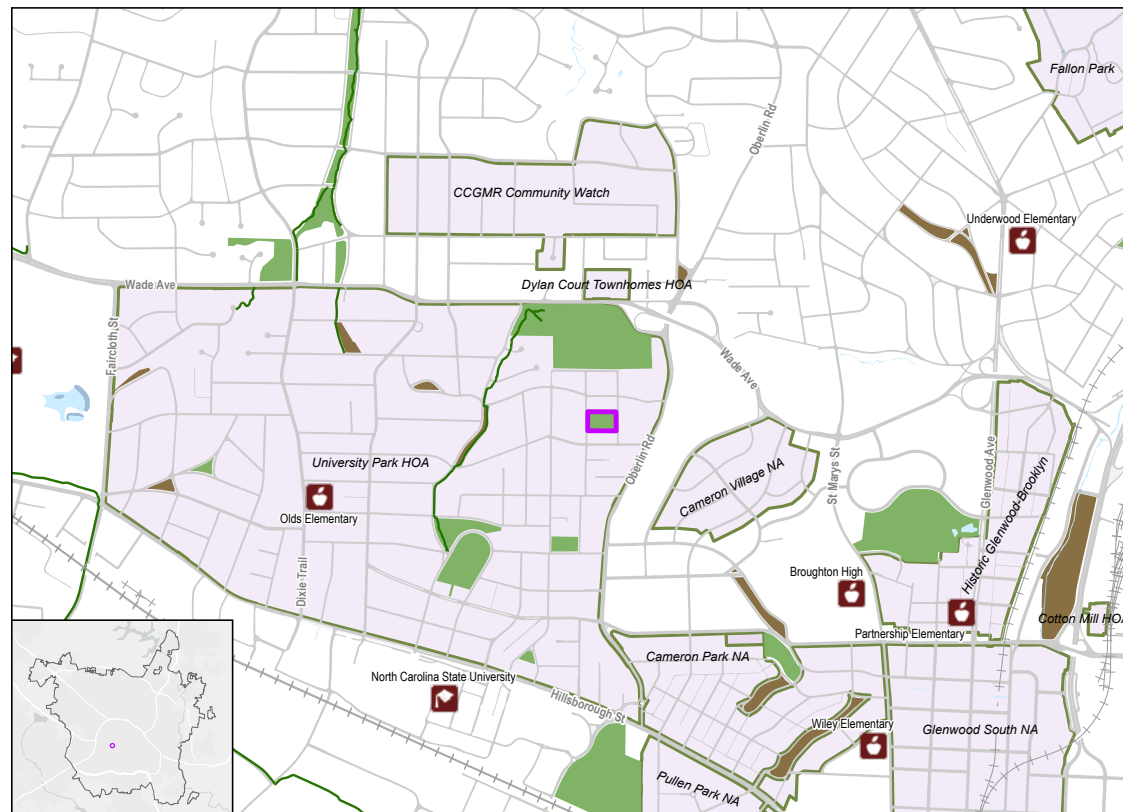 Fallon Park
Oberlin Rd
CCGMR Community Watch
Underwood Elementary
Wade Ave
Dylan Court Townhomes HOA
Faircloth St
Wade Ave
University Park HOA
Oberlin Rd
Cameron Village NA
St Marys St
Glenwood Ave
Historic Glenwood-Brooklyn
Olds Elementary
Dixie Trail
Broughton High
Partnership Elementary
Cotton Mill HOA
Cameron Park NA
North Carolina State University
Hillsborough St
Wiley Elementary
Glenwood South NA
Pullen Park NA